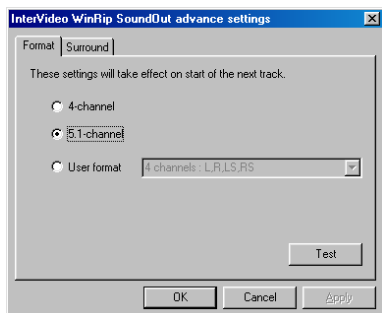 InterVideo WinRip SoundOut advance settings
Format
Surround
These settings will take effect on start of the next track.
4-channel
5.1-channel
User format
4 channels : L,R,LS,RS
Test
OK
Cancel
Apply